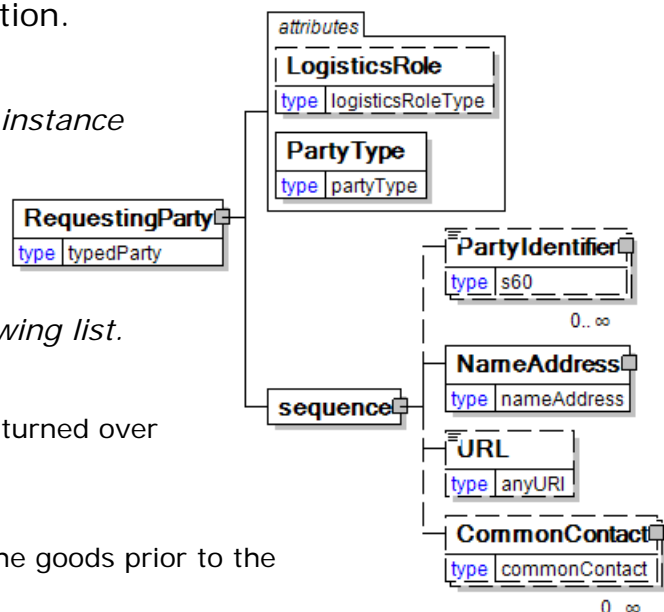 tion.
instance
wing list.
turned over
he goods prior to the
RequestingParty
type typedParty
attributes
LogisticsRole
type logisticsRoleType
PartyType
type partyType
sequence
PartyIdentifier
type s60
0.. ∞
NameAddress
type nameAddress
URL
type anyURI
CommonContact
type commonContact
0.. ∞